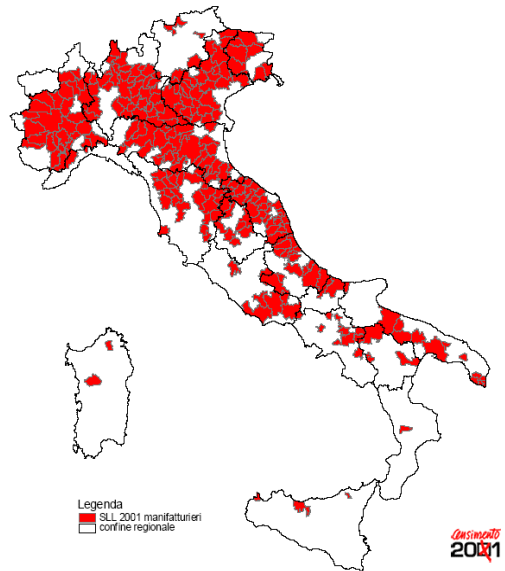 Legenda
SLL 2001 manifatturieri
confine regionale
Censimento
2001